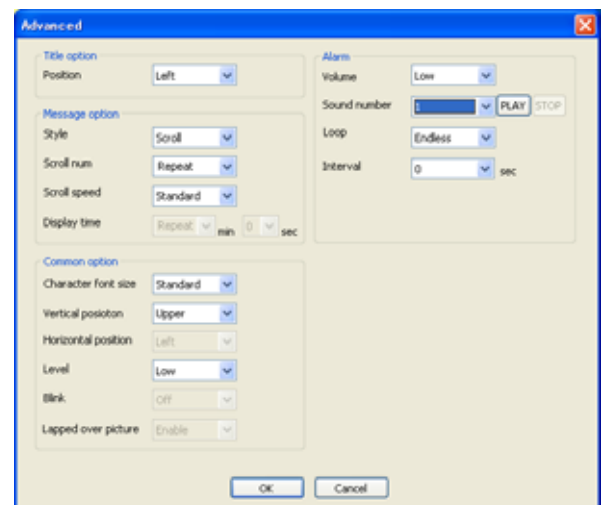 Advanced
Title option
Position Left
Message option
Style Scroll
Scroll num Repeat
Scroll speed Standard
Display time Repeat min 0 sec
Common option
Character font size Standard
Vertical posioton Upper
Horizontal position Left
Level Low
Blink Off
Lapped over picture Enable
Alarm
Volume Low
Sound number 1 PLAY STOP
Loop Endless
Interval 0 sec
OK Cancel